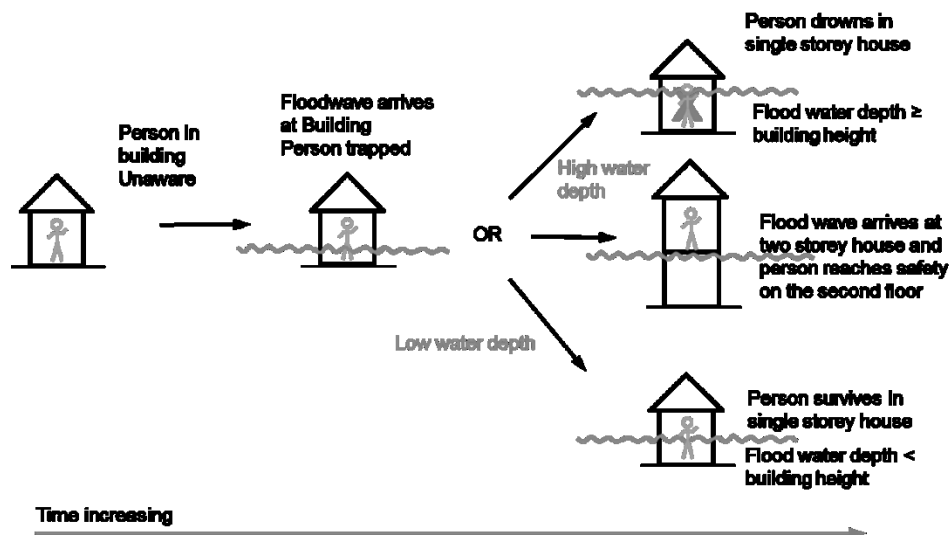 Person in
building
Unaware
Floodwave arrives
at Building
Person trapped
OR
High water
depth
Low water depth
Person drowns in
single storey house
Flood water depth ≥
building height
Flood wave arrives at
two storey house and
person reaches safety
on the second floor
Person survives in
single storey house
Flood water depth <
building height
Time increasing